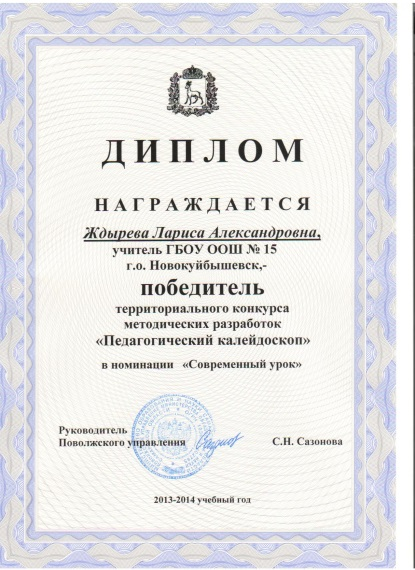 ДИПЛОМ
НАГРАЖДАЕТСЯ
Ждырева Лариса Александровна,
учитель ГБОУ ООШ № 15
г.о. Новокуйбышевск,-
победитель
территориального конкурса
методических разработок
«Педагогический калейдоскоп»
в номинации «Современный урок»
Руководитель
Поволжского управления
С.Н. Сазонова
2013-2014 учебный год